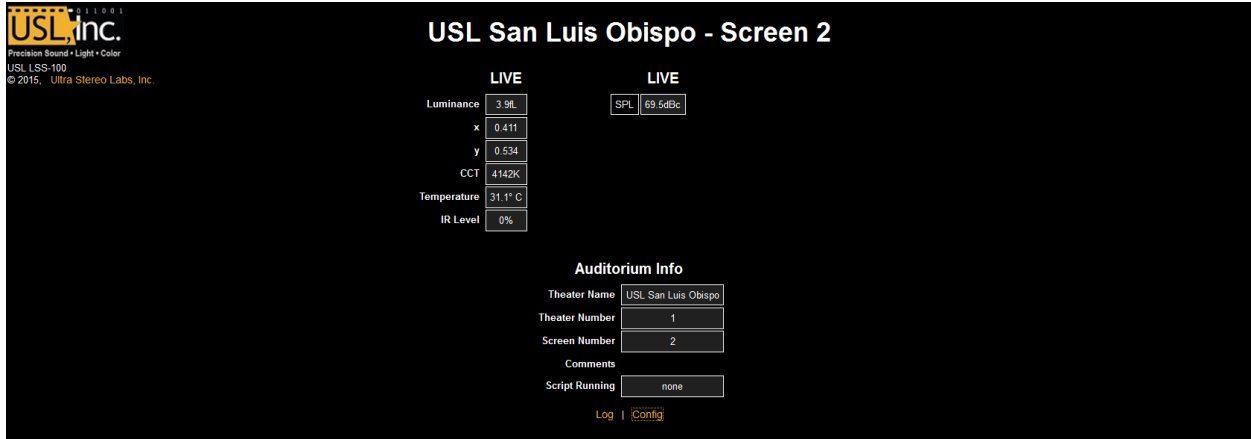 011001
USL, inc.
Precision Sound • Light • Color
USL LSS-100
© 2015, Ultra Stereo Labs, Inc.
USL San Luis Obispo - Screen 2
LIVE LIVE
Luminance 3.9fL SPL 69.5dBc
x 0.411
y 0.534
CCT 4142K
Temperature 31.1° C
IR Level 0%
Auditorium Info
Theater Name USL San Luis Obispo
Theater Number 1
Screen Number 2
Comments
Script Running none
Log | Config